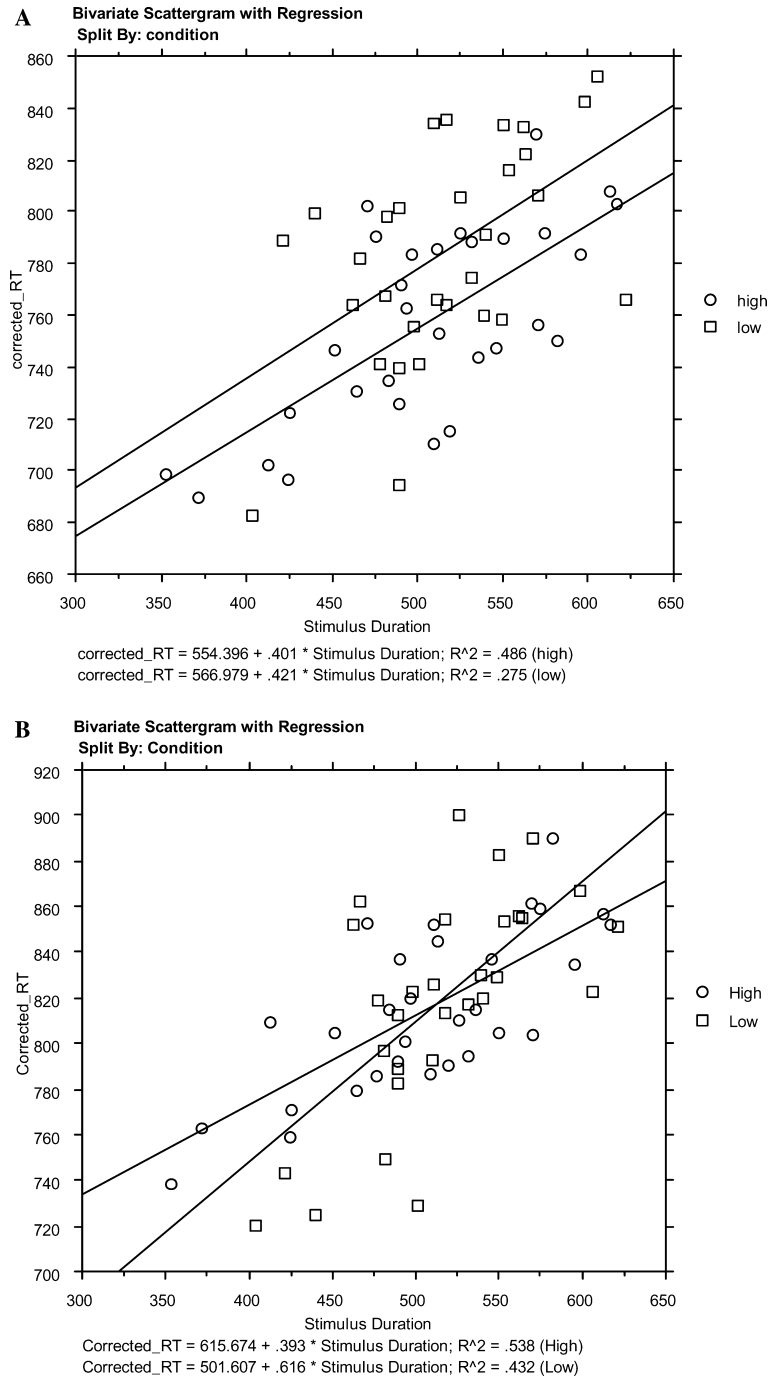 A
Bivariate Scattergram with Regression
Split By: condition
860
840
820
800
780
760
740
720
700
680
660
corrected_RT
300 350 400 450 500 550 600 650
Stimulus Duration
high
low
corrected_RT = 554.396 + .401 * Stimulus Duration; R^2 = .486 (high)
corrected_RT = 566.979 + .421 * Stimulus Duration; R^2 = .275 (low)
B
Bivariate Scattergram with Regression
Split By: Condition
920
900
880
860
840
820
800
780
760
740
720
700
Corrected_RT
300 350 400 450 500 550 600 650
Stimulus Duration
High
Low
Corrected_RT = 615.674 + .393 * Stimulus Duration; R^2 = .538 (High)
Corrected_RT = 501.607 + .616 * Stimulus Duration; R^2 = .432 (Low)